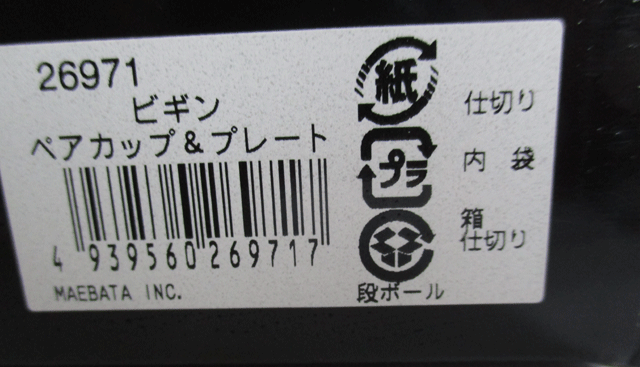 26971
ビギン
ペアカップ&プレート
4 939560 269717
MAEBATA INC.
紙 仕切り
プラ 内 袋
箱
仕切り
段ボール